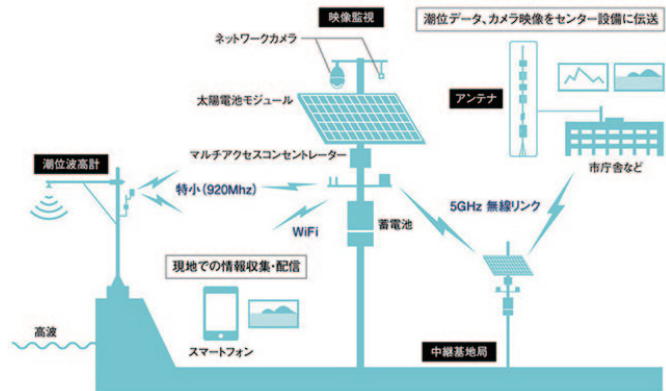 映像監視
潮位データ、カメラ映像をセンター設備に伝送
ネットワークカメラ
太陽電池モジュール
アンテナ
マルチアクセスコンセントレーター
市庁舎など
潮位波高計
特小(920Mhz)
5GHz 無線リンク
WiFi
蓄電池
現地での情報収集・配信
高波
スマートフォン
中継基地局